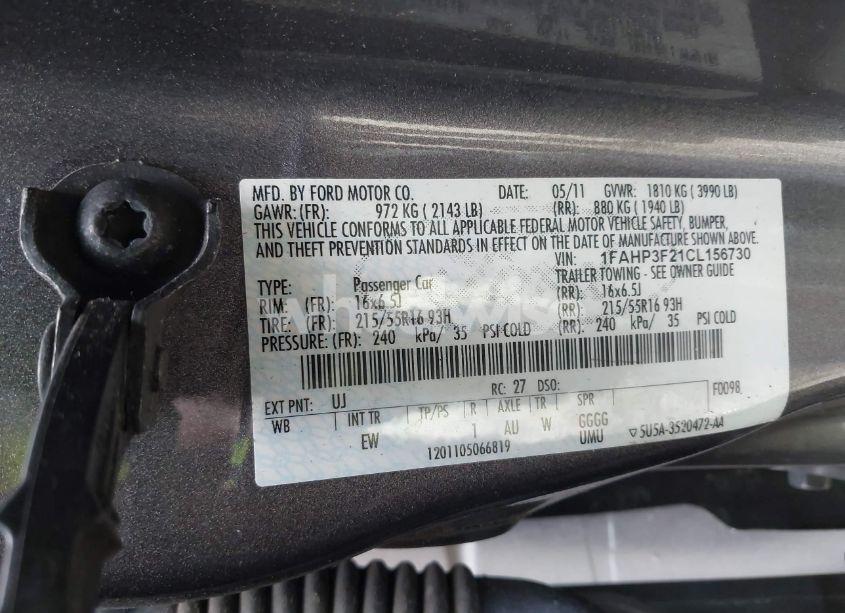 MFD. BY FORD MOTOR CO. DATE: 05/11 GVWR: 1810 KG ( 3990 LB)
GAWR: (FR): 972 KG ( 2143 LB) (RR): 880 KG ( 1940 LB)
THIS VEHICLE CONFORMS TO ALL APPLICABLE FEDERAL MOTOR VEHICLE SAFETY, BUMPER,
AND THEFT PREVENTION STANDARDS IN EFFECT ON THE DATE OF MANUFACTURE SHOWN ABOVE.
VIN: 1FAHP3F21CL156730
TYPE: Passenger Car TRAILER TOWING - SEE OWNER GUIDE
RIM: (FR): 16x6.5J (RR): 16x6.5J
TIRE: (FR): 215/55R16 93H (RR): 215/55R16 93H
PRESSURE: (FR): 240 kPa/ 35 PSI COLD (RR): 240 kPa/ 35 PSI COLD
RC: 27 DSO: F0098
EXT PNT: UJ
WB INT TR TP/PS R AXLE TR SPR
EW 1 AU W GGGG
UMU
1201105066819 ▽ 5U5A-3520472-AA